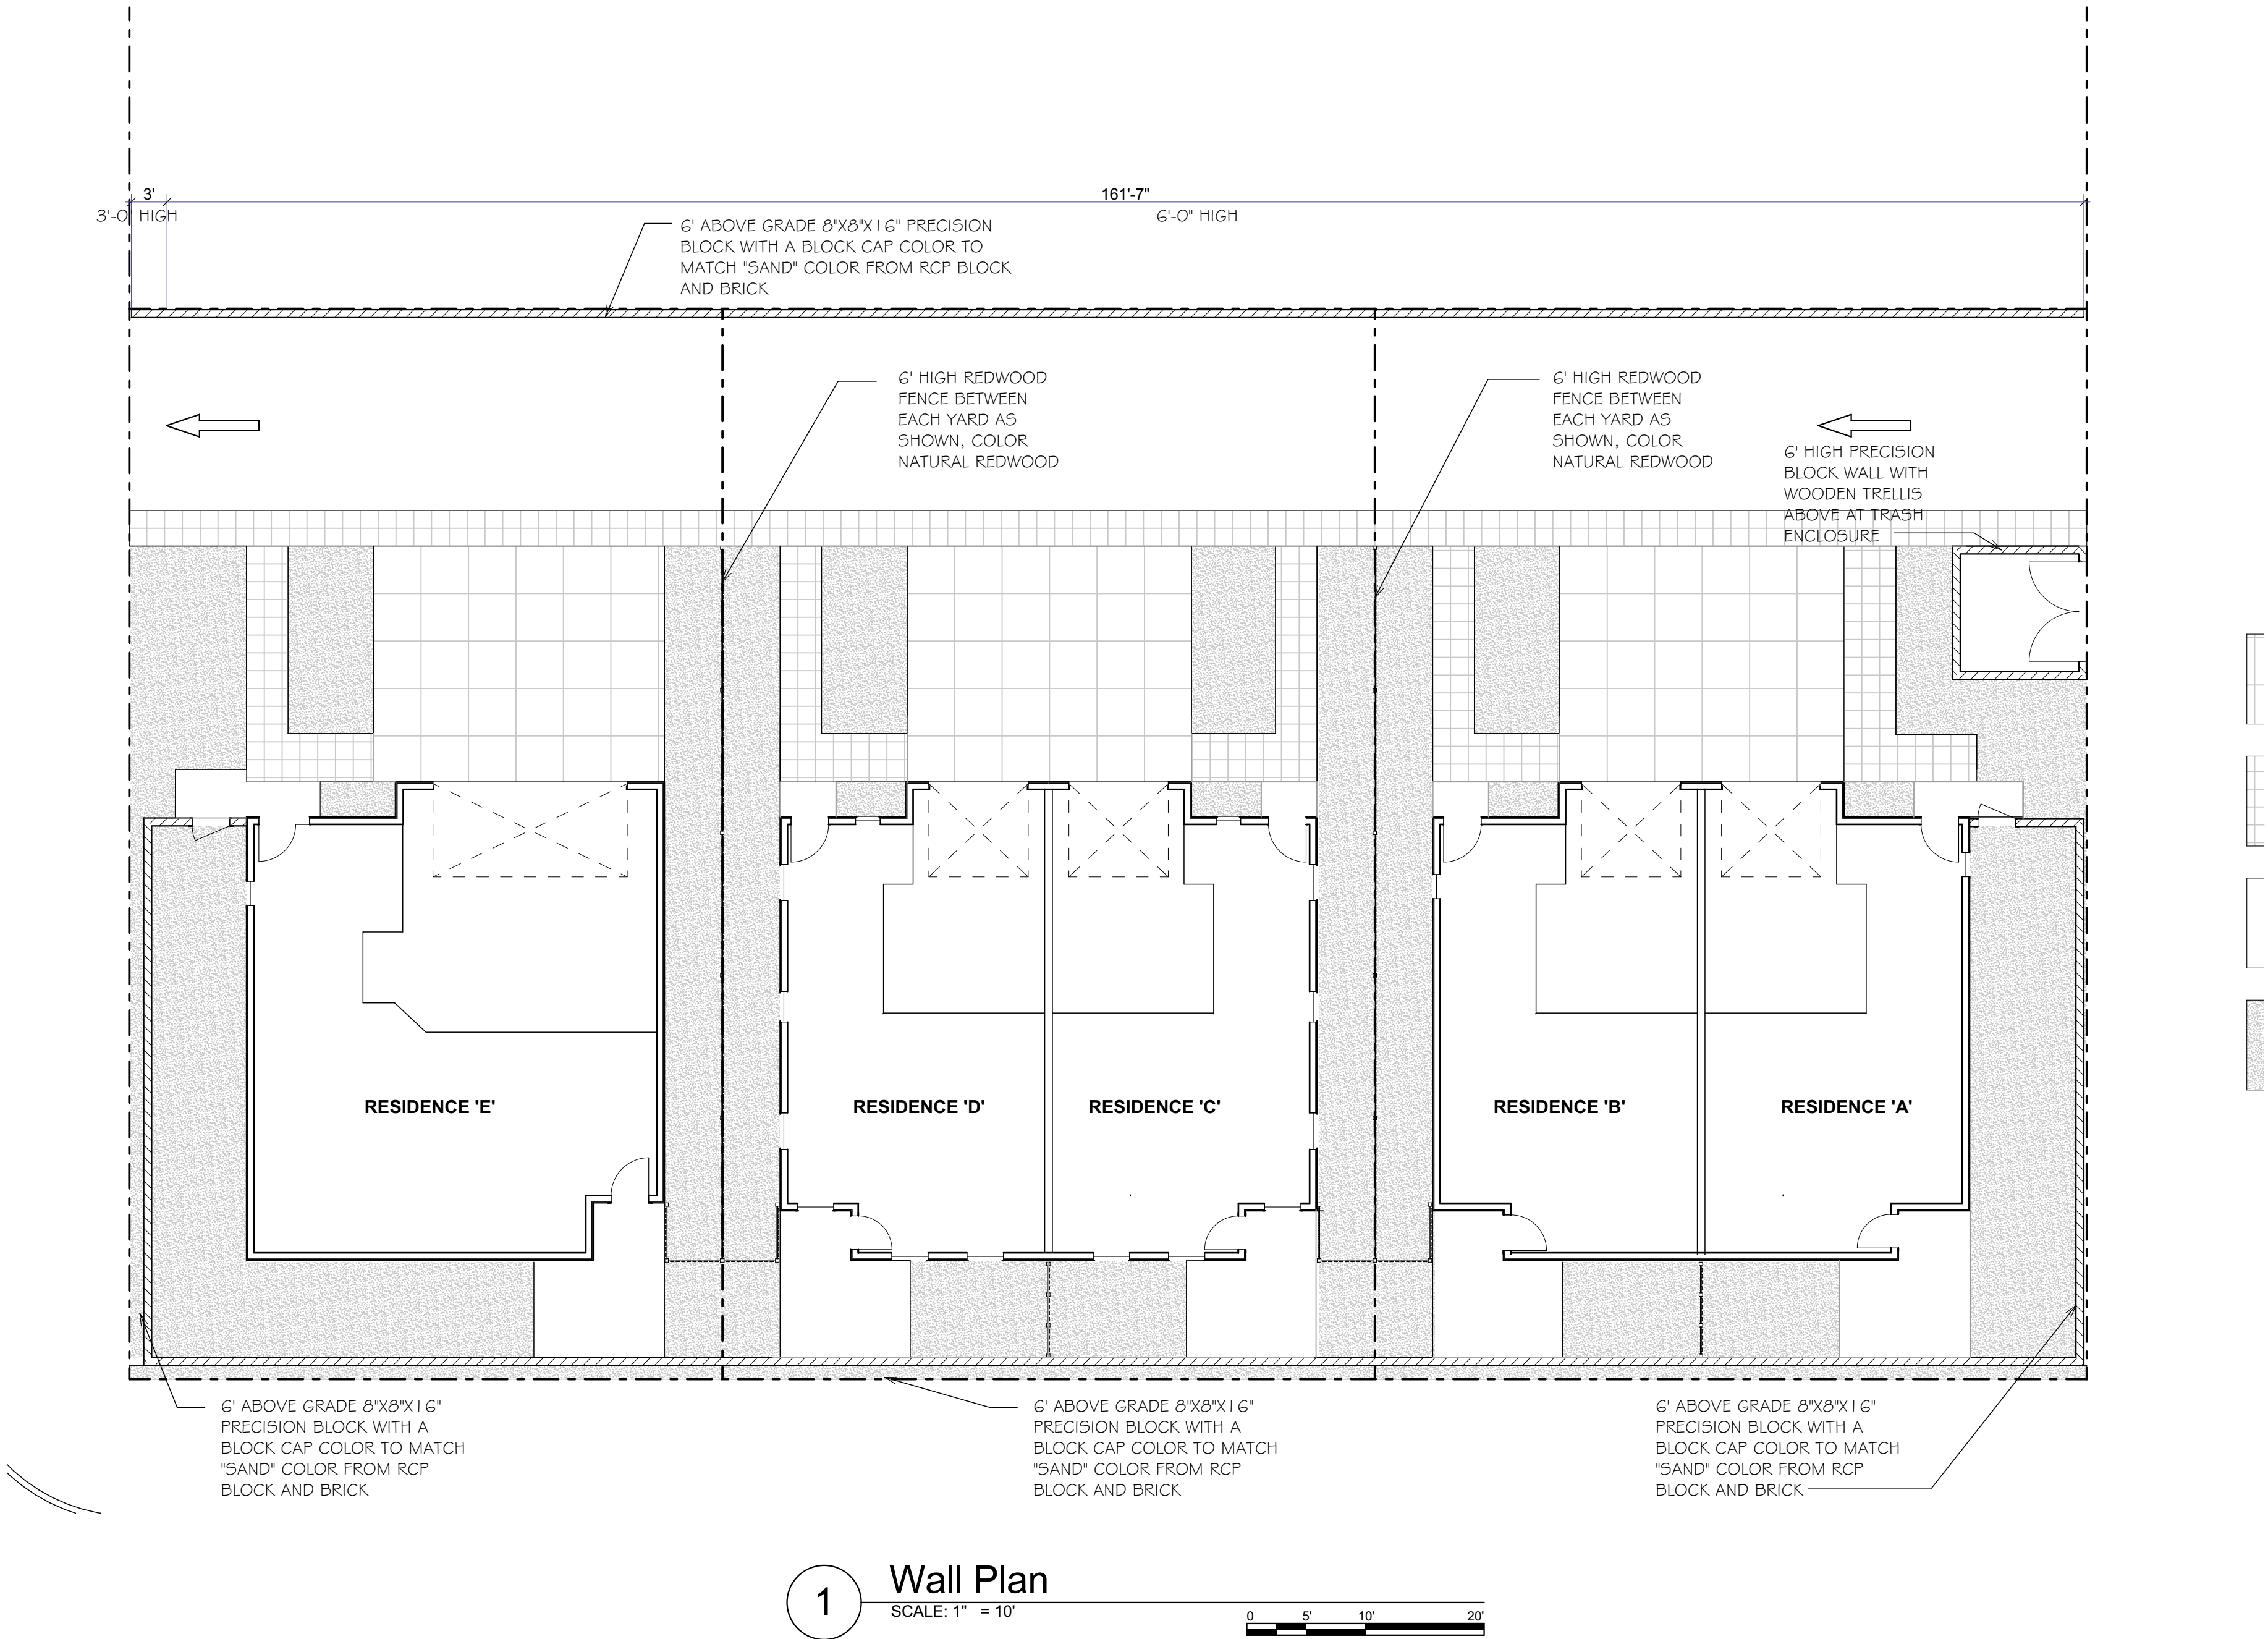 3'
161'-7"
3'-0" HIGH
6'-0" HIGH
6' ABOVE GRADE 8"X8"X16" PRECISION
BLOCK WITH A BLOCK CAP COLOR TO
MATCH "SAND" COLOR FROM RCP BLOCK
AND BRICK
6' HIGH REDWOOD
FENCE BETWEEN
EACH YARD AS
SHOWN, COLOR
NATURAL REDWOOD
6' HIGH REDWOOD
FENCE BETWEEN
EACH YARD AS
SHOWN, COLOR
NATURAL REDWOOD
6' HIGH PRECISION
BLOCK WALL WITH
WOODEN TRELLIS
ABOVE AT TRASH
ENCLOSURE
RESIDENCE 'E'
RESIDENCE 'D'
RESIDENCE 'C'
RESIDENCE 'B'
RESIDENCE 'A'
6' ABOVE GRADE 8"X8"X16"
PRECISION BLOCK WITH A
BLOCK CAP COLOR TO MATCH
"SAND" COLOR FROM RCP
BLOCK AND BRICK
6' ABOVE GRADE 8"X8"X16"
PRECISION BLOCK WITH A
BLOCK CAP COLOR TO MATCH
"SAND" COLOR FROM RCP
BLOCK AND BRICK
6' ABOVE GRADE 8"X8"X16"
PRECISION BLOCK WITH A
BLOCK CAP COLOR TO MATCH
"SAND" COLOR FROM RCP
BLOCK AND BRICK
1
Wall Plan
SCALE: 1" = 10'
0 5' 10' 20'